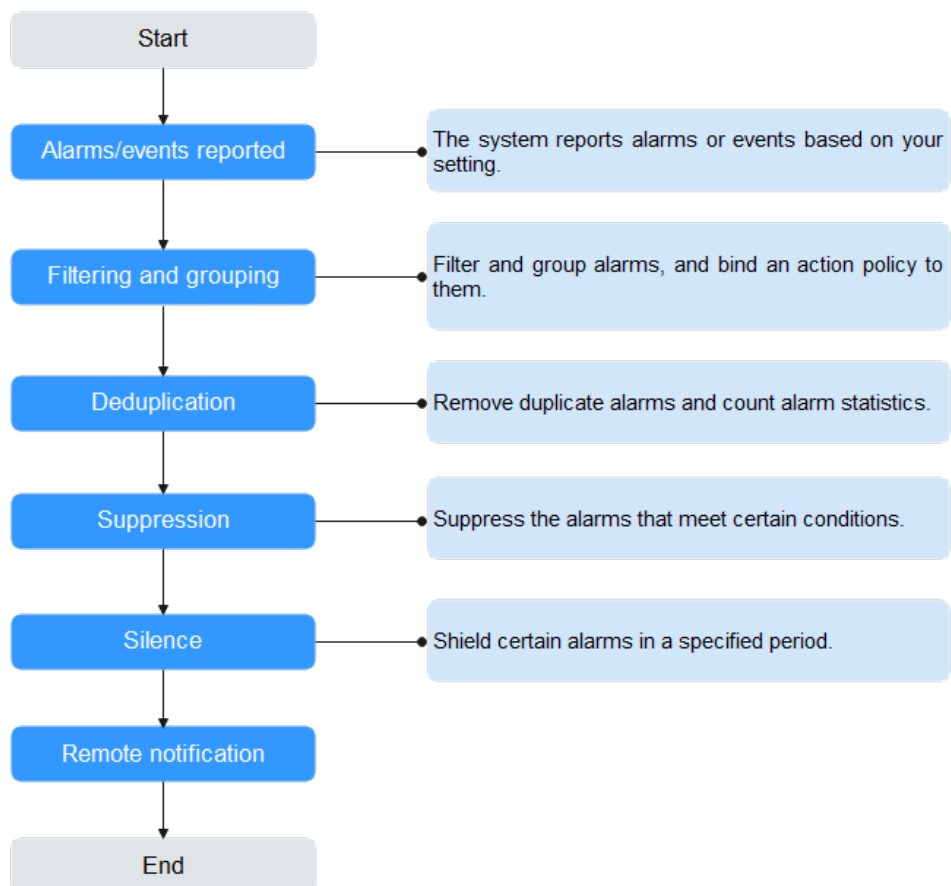 Start
Alarms/events reported
The system reports alarms or events based on your
setting.
Filtering and grouping
Filter and group alarms, and bind an action policy to
them.
Deduplication
Remove duplicate alarms and count alarm statistics.
Suppression
Suppress the alarms that meet certain conditions.
Silence
Shield certain alarms in a specified period.
Remote notification
End